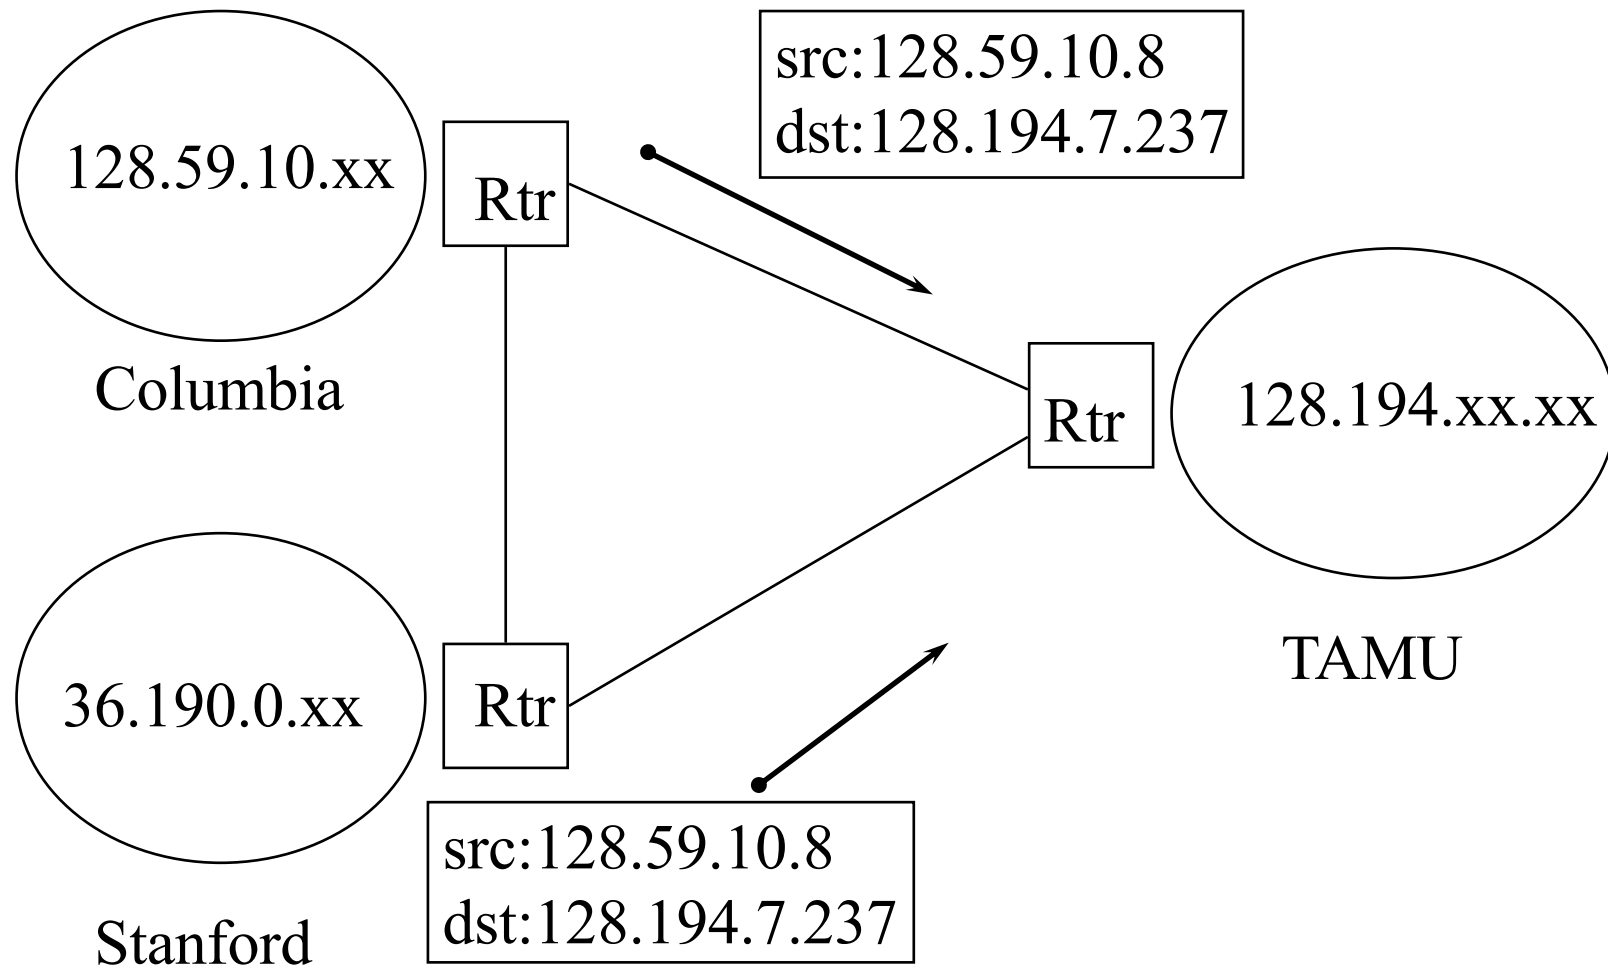 src:128.59.10.8
dst:128.194.7.237
128.59.10.xx
Rtr
Columbia
Rtr
128.194.xx.xx
TAMU
36.190.0.xx
Rtr
src:128.59.10.8
dst:128.194.7.237
Stanford